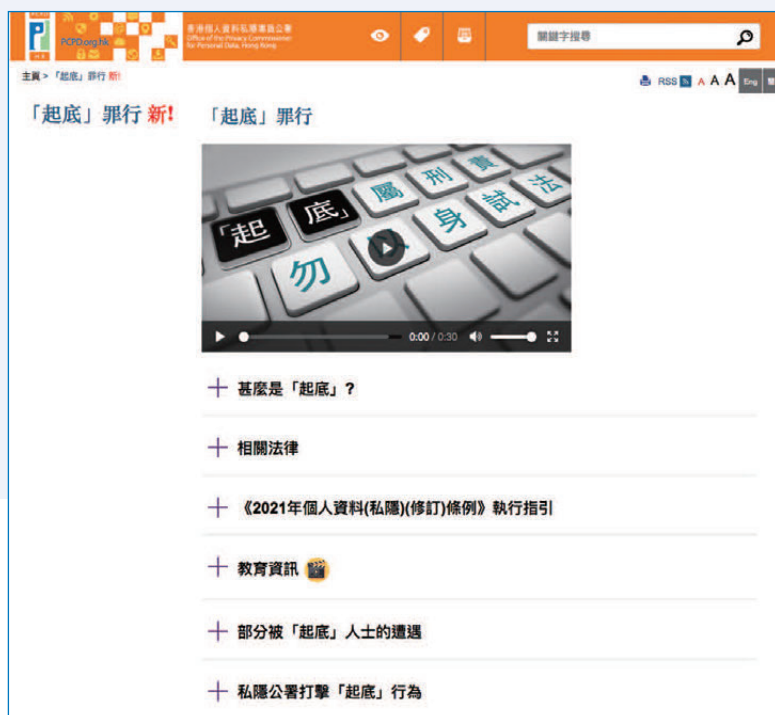 PCPD
PCPD.org.hk
H K
香港個人資料私隱專員公署
Office of the Privacy Commissioner
for Personal Data, Hong Kong
關鍵字搜尋
主頁 > 「起底」罪行 新!
RSS A A A Eng
「起底」罪行 新!
「起底」罪行
「起底」屬刑責
勿以身試法
0:00 / 0:30
甚麼是「起底」?
相關法律
《2021年個人資料(私隱)(修訂)條例》執行指引
教育資訊
部分被「起底」人士的遭遇
私隱公署打擊「起底」行為